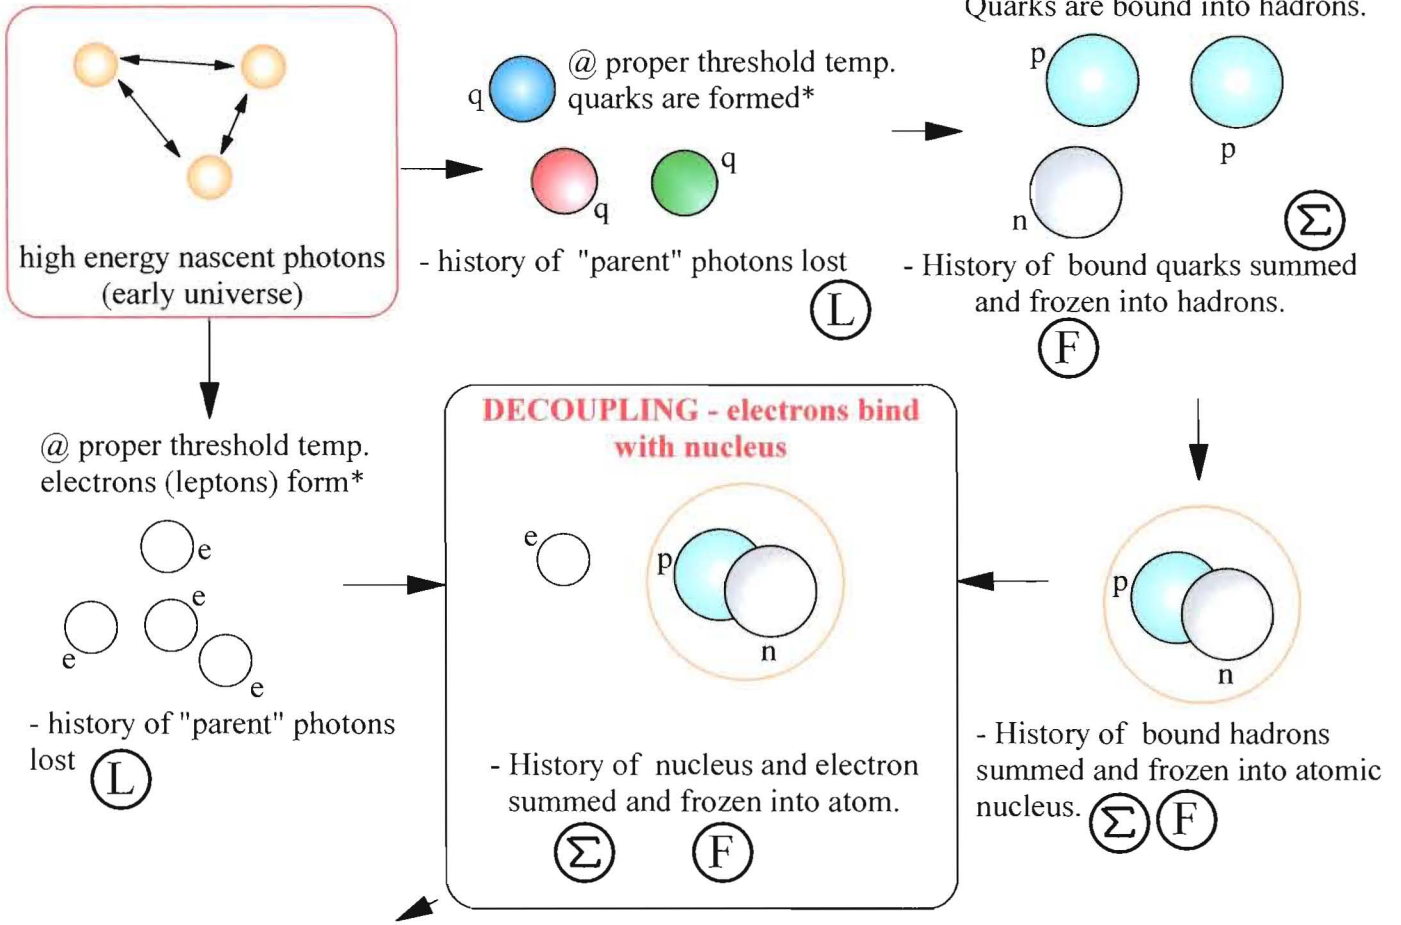 Quarks are bound into hadrons.
p
p
n
Σ
- History of bound quarks summed
and frozen into hadrons.
F
@ proper threshold temp.
quarks are formed*
q
q
q
- history of "parent" photons lost
L
high energy nascent photons
(early universe)
@ proper threshold temp.
electrons (leptons) form*
e
e
e
e
- history of "parent" photons
lost
L
DECOUPLING - electrons bind
with nucleus
e
p
n
- History of nucleus and electron
summed and frozen into atom.
Σ F
p
n
- History of bound hadrons
summed and frozen into atomic
nucleus.
Σ F